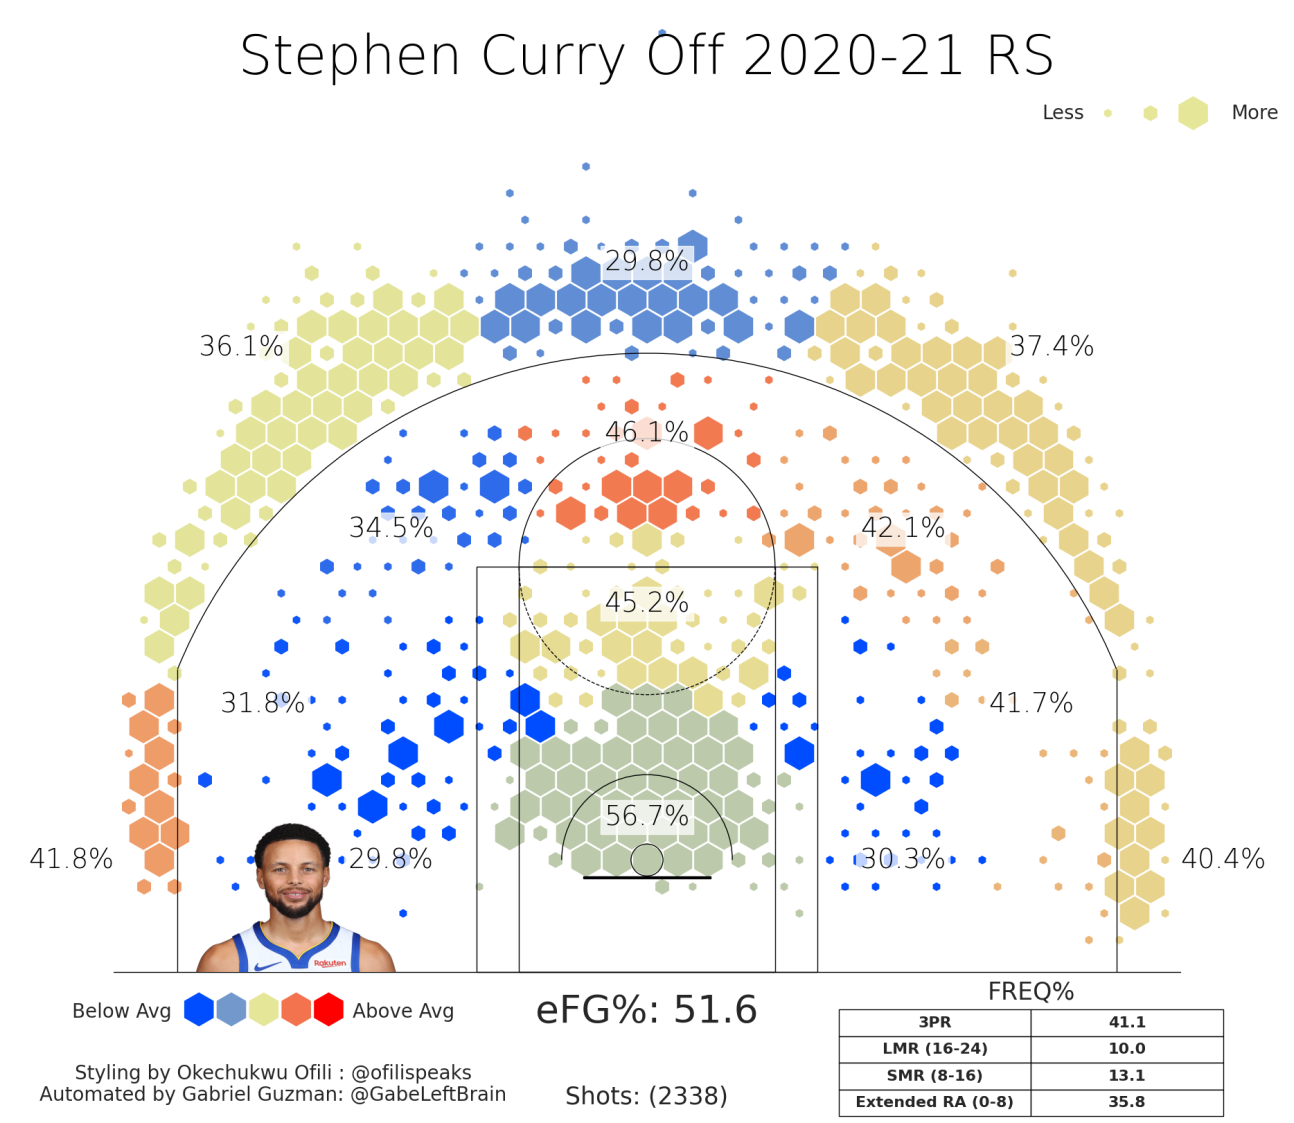 Stephen Curry Off 2020-21 RS
Less More
29.8%
36.1% 37.4%
46.1%
34.5% 42.1%
45.2%
31.8% 41.7%
56.7%
41.8% 29.8% 30.3% 40.4%
Rakuten
Below Avg Above Avg
eFG%: 51.6
Styling by Okechukwu Ofili : @ofilispeaks
Automated by Gabriel Guzman: @GabeLeftBrain
Shots: (2338)
FREQ%
3PR 41.1
LMR (16-24) 10.0
SMR (8-16) 13.1
Extended RA (0-8) 35.8